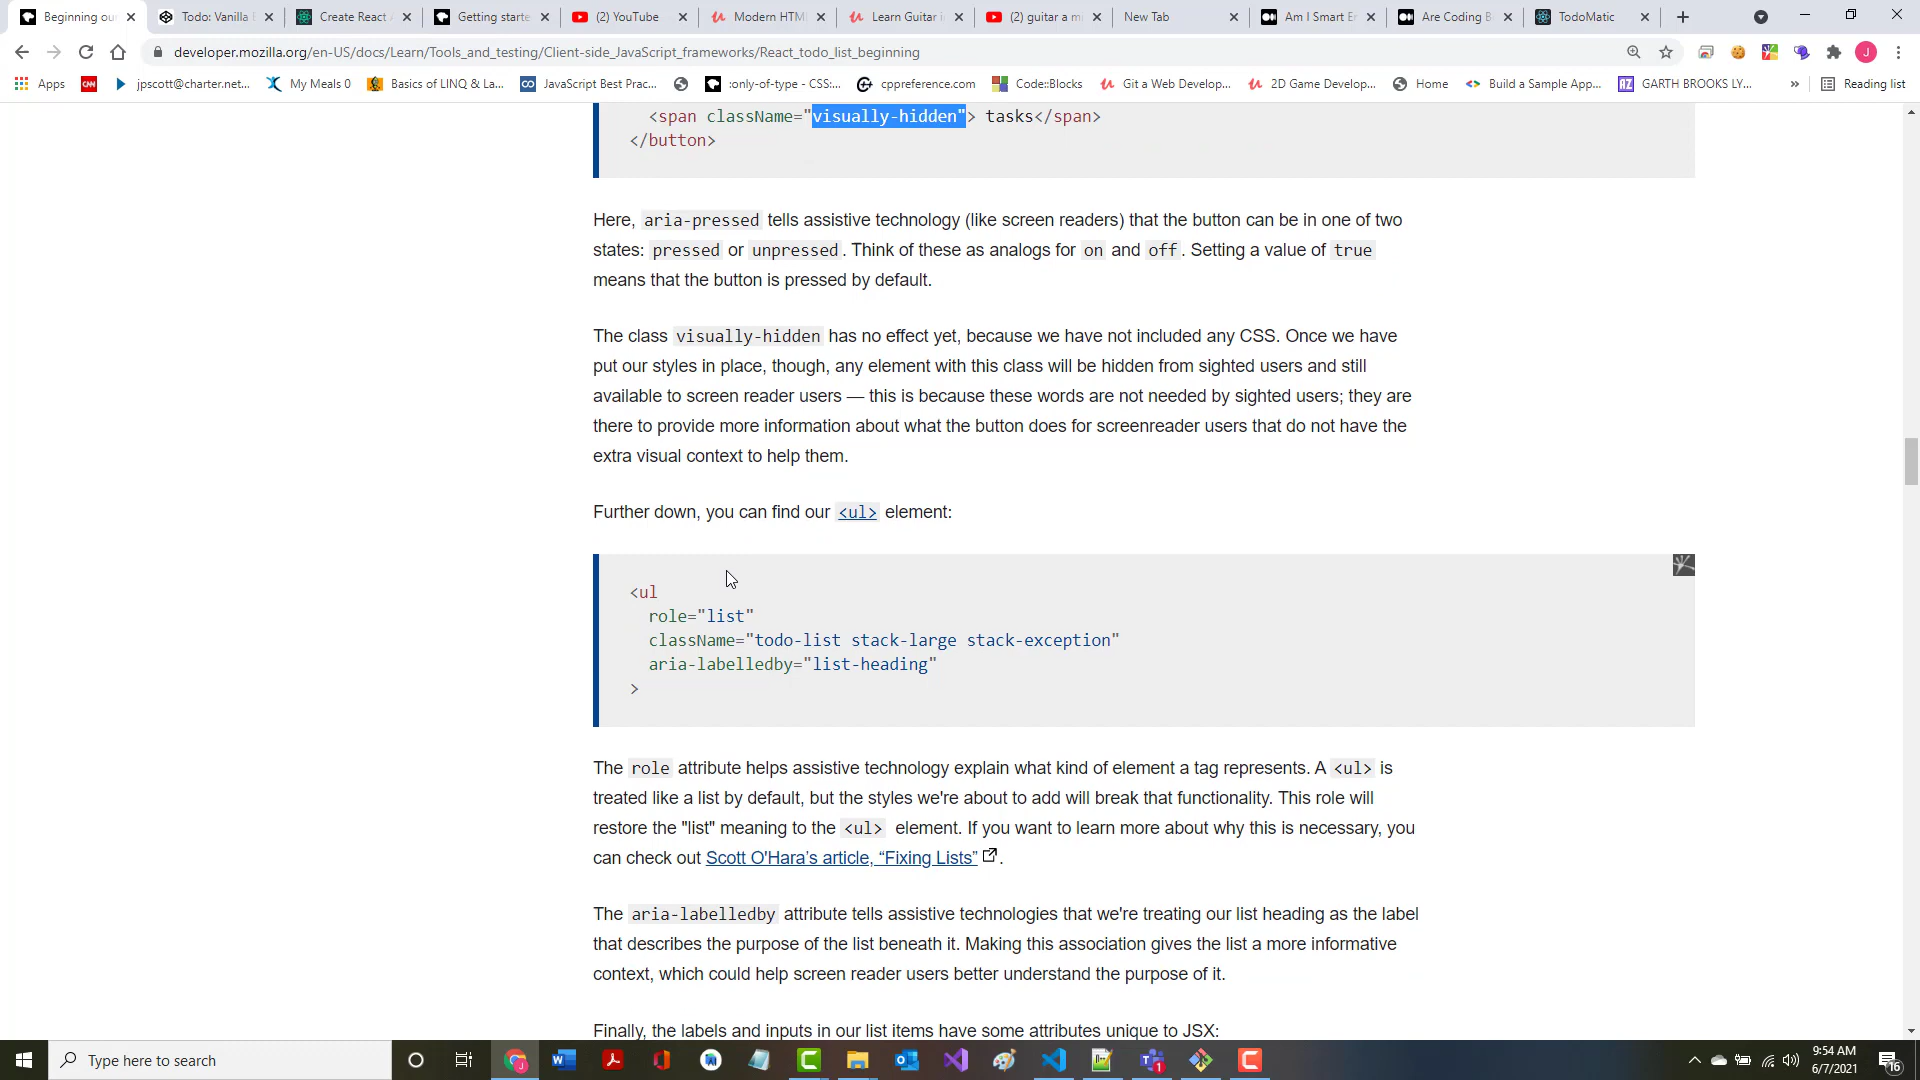 Beginning our
Todo: Vanilla
Create React
Getting starte
(2) YouTube
Modern HTM
Learn Guitar i
(2) guitar a m
New Tab
Am I Smart E
Are Coding B
TodoMatic
developer.mozilla.org/en-US/docs/Learn/Tools_and_testing/Client-side_JavaScript_frameworks/React_todo_list_beginning
J
Apps
CNN
jpscott@charter.net...
My Meals 0
Basics of LINQ & La...
JavaScript Best Prac...
:only-of-type - CSS:...
cppreference.com
Code::Blocks
Git a Web Develop...
2D Game Develop...
Home
Build a Sample App...
AZ
GARTH BROOKS LY...
»
Reading list
<span className="visually-hidden"> tasks</span>
</button>
Here, aria-pressed tells assistive technology (like screen readers) that the button can be in one of two
states: pressed or unpressed. Think of these as analogs for on and off. Setting a value of true
means that the button is pressed by default.
The class visually-hidden has no effect yet, because we have not included any CSS. Once we have
put our styles in place, though, any element with this class will be hidden from sighted users and still
available to screen reader users — this is because these words are not needed by sighted users; they are
there to provide more information about what the button does for screenreader users that do not have the
extra visual context to help them.
Further down, you can find our <ul> element:
<ul
role="list"
className="todo-list stack-large stack-exception"
aria-labelledby="list-heading"
>
The role attribute helps assistive technology explain what kind of element a tag represents. A <ul> is
treated like a list by default, but the styles we're about to add will break that functionality. This role will
restore the "list" meaning to the <ul> element. If you want to learn more about why this is necessary, you
can check out Scott O'Hara's article, “Fixing Lists” .
The aria-labelledby attribute tells assistive technologies that we're treating our list heading as the label
that describes the purpose of the list beneath it. Making this association gives the list a more informative
context, which could help screen reader users better understand the purpose of it.
Finally, the labels and inputs in our list items have some attributes unique to JSX:
Type here to search
9:54 AM
6/7/2021
16